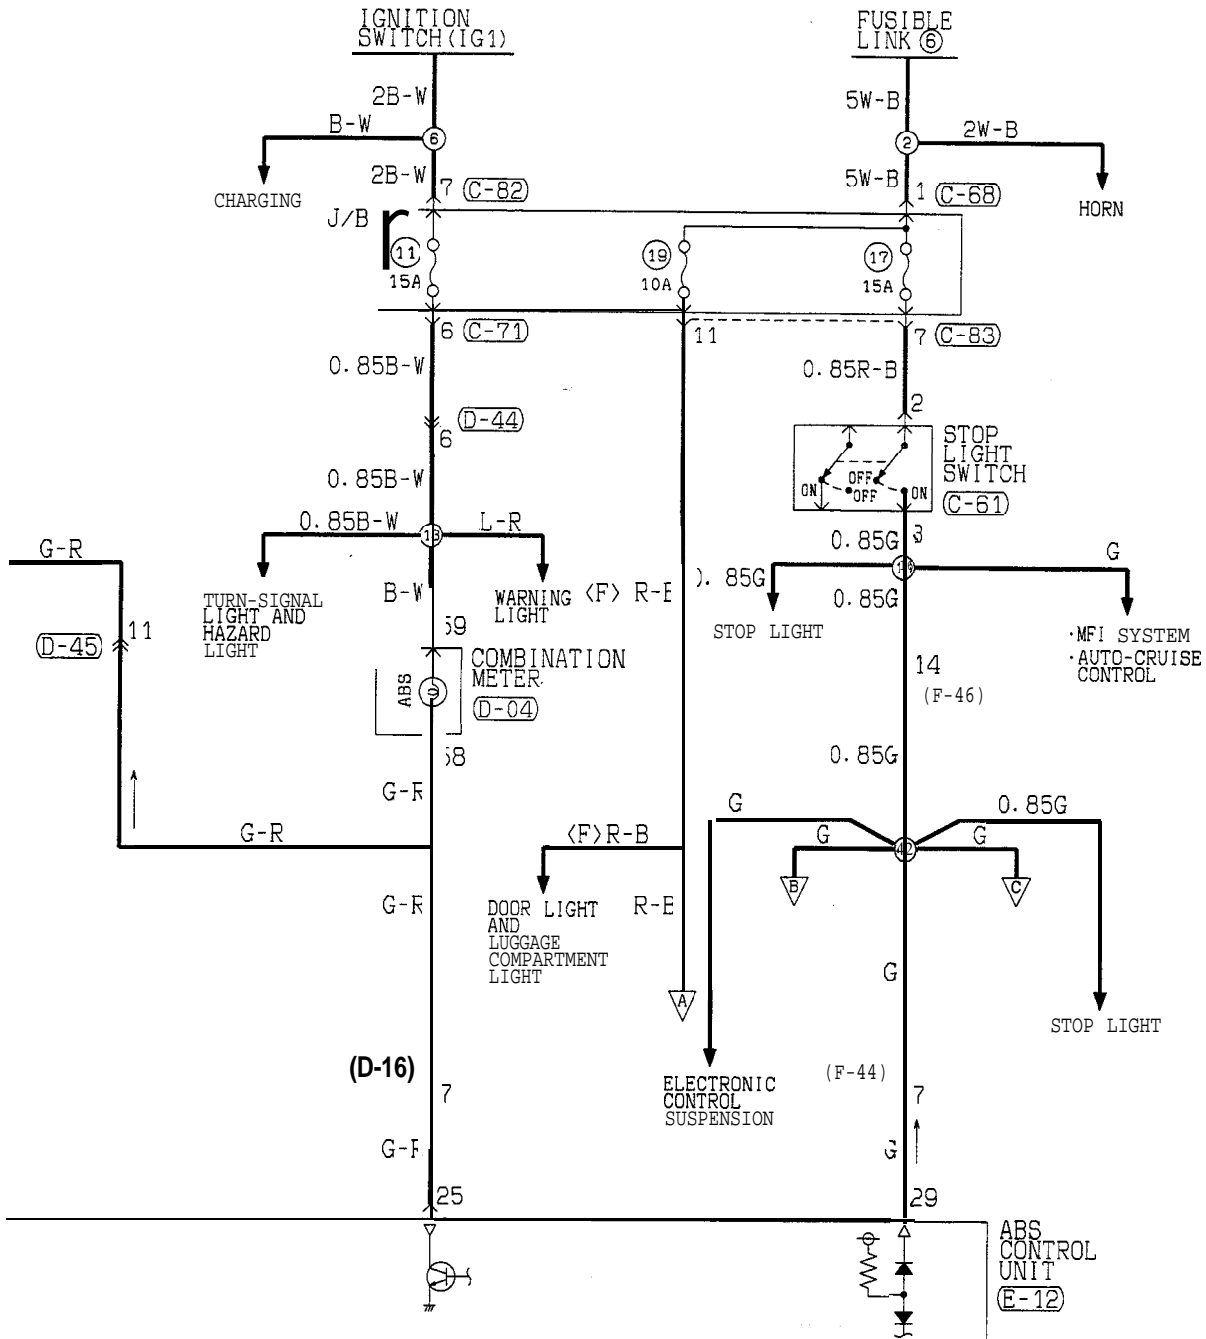 IGNITION
SWITCH(IG1)
FUSIBLE
LINK ⑥
2B-W
5W-B
B-W
6
2
2W-B
2B-W
5W-B
CHARGING
7
(C-82)
1
(C-68)
HORN
J/B
11
15A
19
10A
17
15A
6
(C-71)
11
7
(C-83)
0.85B-W
0.85R-B
2
(D-44)
6
STOP
LIGHT
SWITCH
(C-61)
ON
OFF
OFF
ON
0.85B-W
0.85B-W
L-R
3
0.85G
G
G-R
B-W
WARNING
LIGHT
<F> R-B
0.85G
0.85G
TURN-SIGNAL
LIGHT AND
HAZARD
LIGHT
STOP LIGHT
·MFI SYSTEM
·AUTO-CRUISE
CONTROL
(D-45)
11
59
COMBINATION
METER
(D-04)
ABS
14
(F-46)
58
0.85G
G-R
G
0.85G
G-R
<F>R-B
G
42
G
B
C
G-R
DOOR LIGHT
AND
LUGGAGE
COMPARTMENT
LIGHT
R-B
G
A
STOP LIGHT
(D-16)
7
ELECTRONIC
CONTROL
SUSPENSION
(F-44)
7
G-R
G
25
29
ABS
CONTROL
UNIT
(E-12)